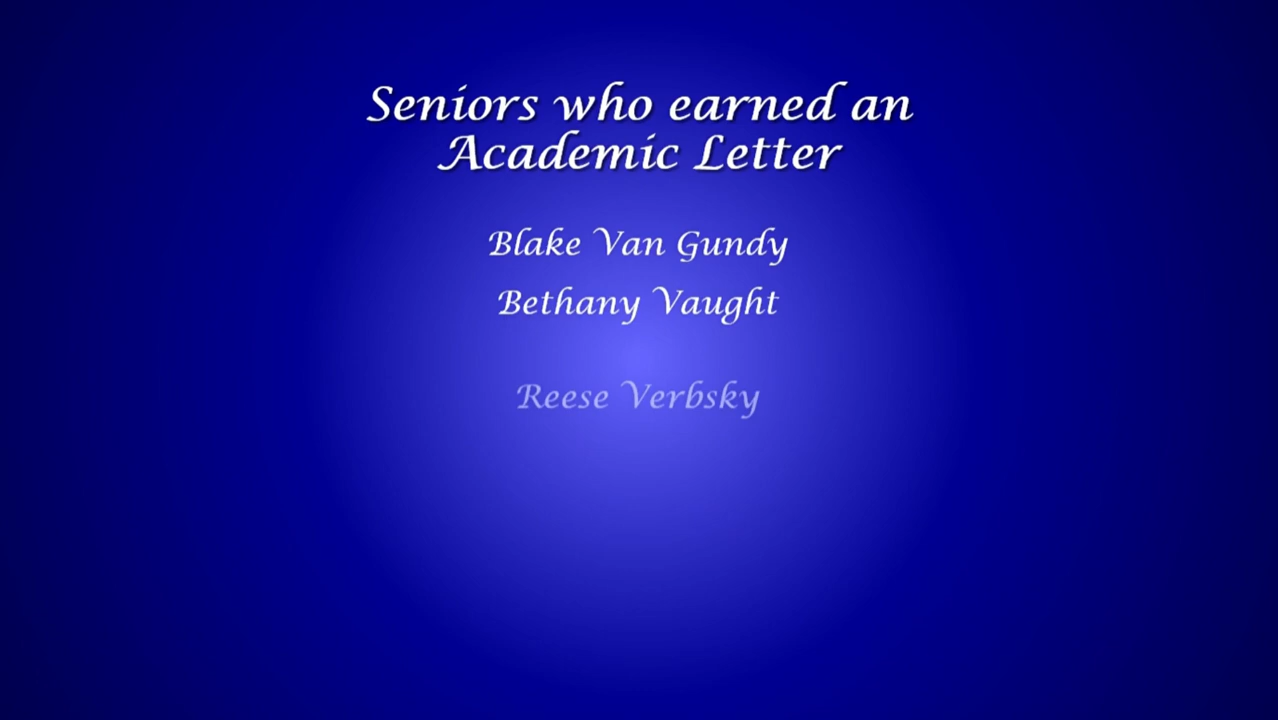 Seniors who earned an
Academic Letter
Blake Van Gundy
Bethany Vaught
Reese Verbsky